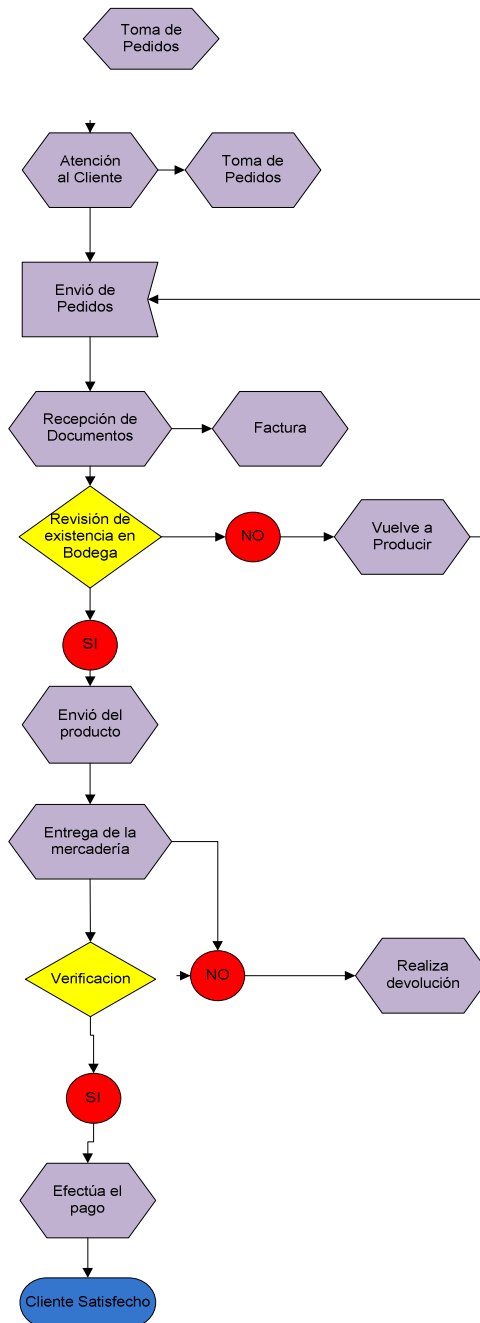 Toma de
Pedidos
Atención
al Cliente
Toma de
Pedidos
Envió de
Pedidos
Recepción de
Documentos
Factura
Revisión de
existencia en
Bodega
NO
Vuelve a
Producir
SI
Envió del
producto
Entrega de la
mercadería
Verificacion
NO
Realiza
devolución
SI
Efectúa el
pago
Cliente Satisfecho